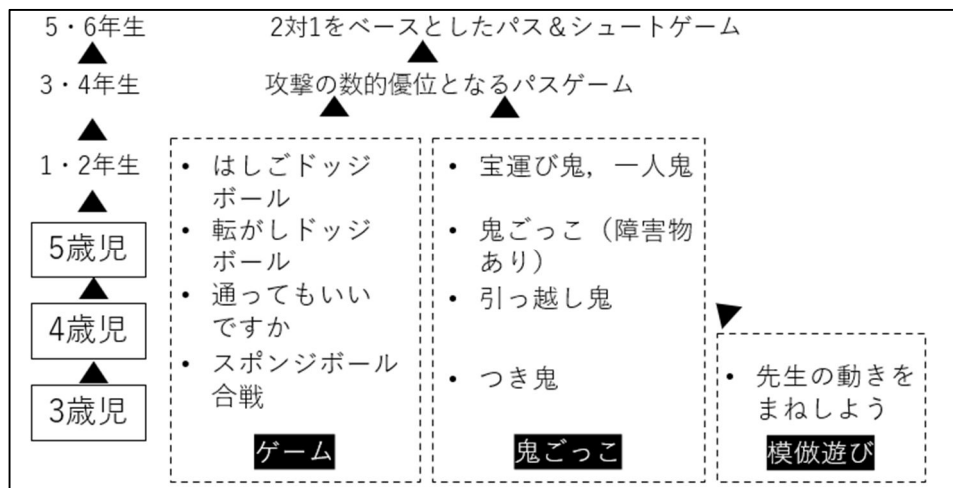 5・6年生
2対1をベースとしたパス＆シュートゲーム
3・4年生
攻撃の数的優位となるパスゲーム
1・2年生
5歳児
4歳児
3歳児
• はしごドッジ
ボール
• 転がしドッジ
ボール
• 通ってもいい
ですか
• スポンジボール
合戦
ゲーム
• 宝運び鬼，一人鬼
• 鬼ごっこ（障害物
あり）
• 引っ越し鬼
• つき鬼
鬼ごっこ
• 先生の動きを
まねしよう
模倣遊び